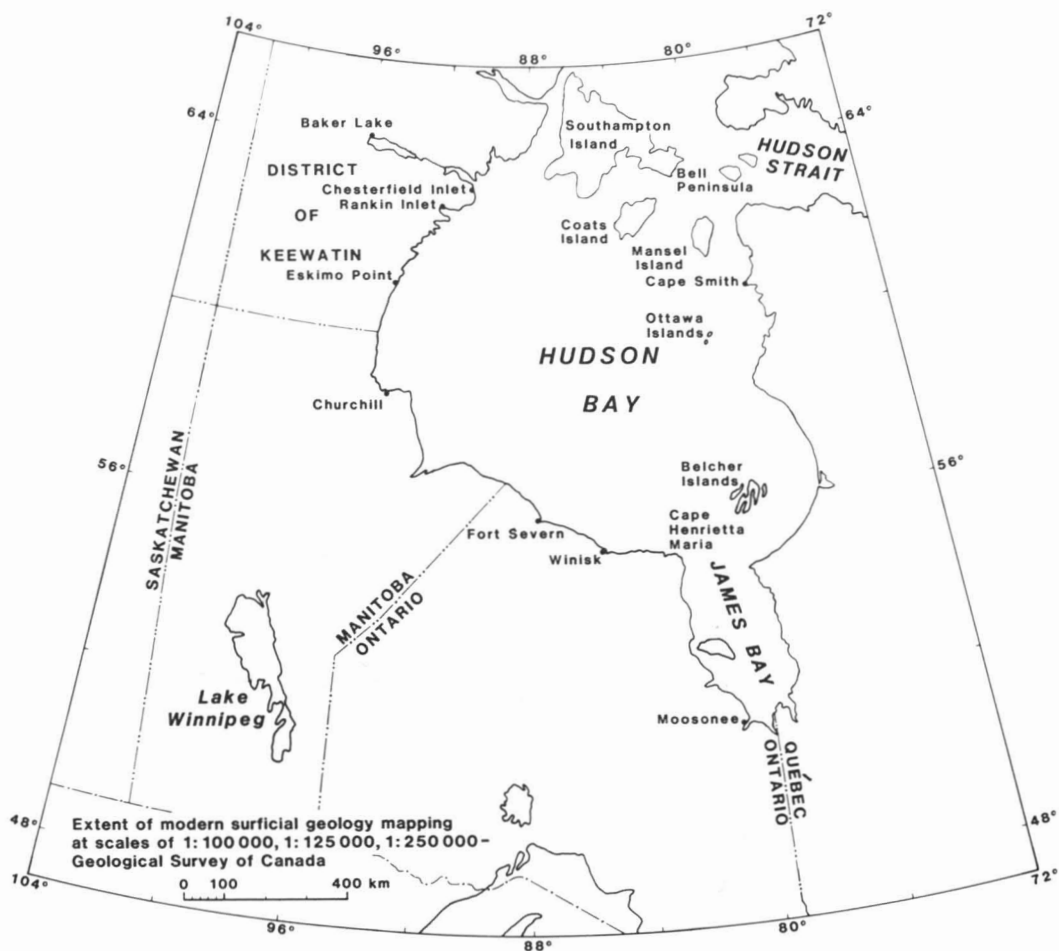 104°
96°
88°
80°
72°
64°
64°
Baker Lake
Southampton
Island
HUDSON
STRAIT
DISTRICT
OF
KEEWATIN
Chesterfield Inlet
Rankin Inlet
Bell
Peninsula
Coats
Island
Mansel
Island
Eskimo Point
Cape Smith
Ottawa
Islands
HUDSON
BAY
Churchill
56°
56°
SASKATCHEWAN
MANITOBA
Belcher
Islands
Fort Severn
Cape
Henrietta
Maria
Winisk
MANITOBA
ONTARIO
JAMES BAY
Lake
Winnipeg
Moosonee
ONTARIO
QUÉBEC
48°
48°
Extent of modern surficial geology mapping
at scales of 1:100 000, 1:125 000, 1:250 000-
Geological Survey of Canada
0 100 400 km
104°
96°
88°
80°
72°